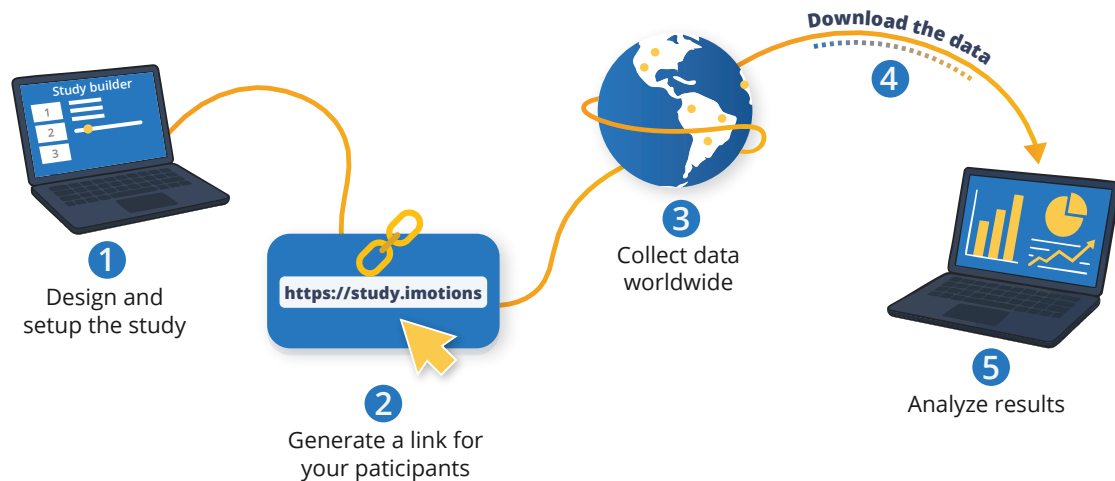 Study builder
1
2
3
1
Design and
setup the study
https://study.imotions
2
Generate a link for
your paticipants
3
Collect data
worldwide
Download the data
4
5
Analyze results